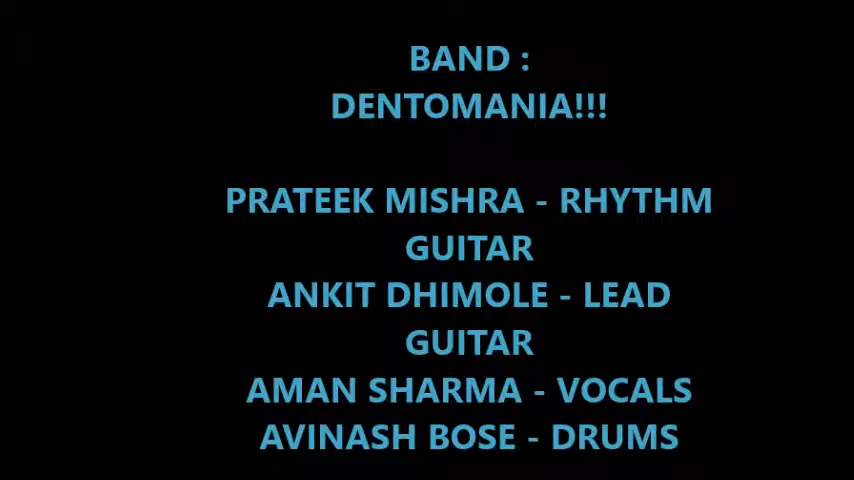 BAND :
DENTOMANIA!!!
PRATEEK MISHRA - RHYTHM
GUITAR
ANKIT DHIMOLE - LEAD
GUITAR
AMAN SHARMA - VOCALS
AVINASH BOSE - DRUMS